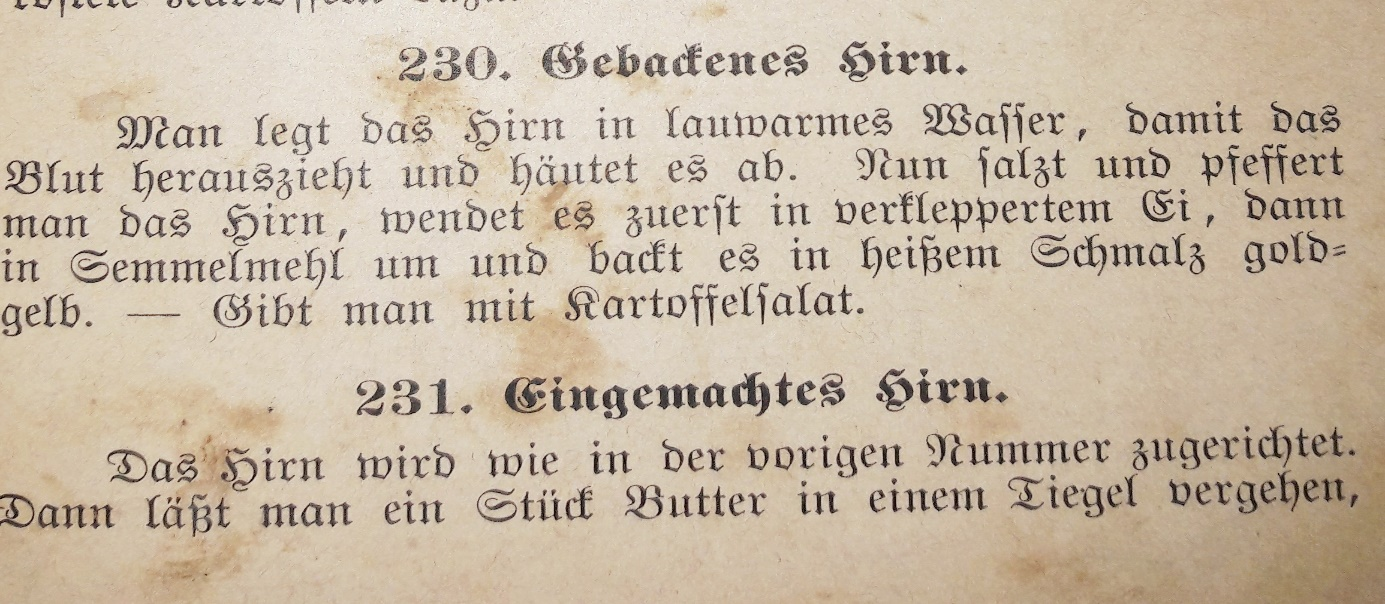 230. Gebackenes Hirn.
Man legt das Hirn in lauwarmes Wasser, damit das
Blut herauszieht und häutet es ab. Nun salzt und pfeffert
man das Hirn, wendet es zuerst in verkleppertem Ei, dann
in Semmelmehl um und backt es in heißem Schmalz gold-
gelb. — Gibt man mit Kartoffelsalat.
231. Eingemachtes Hirn.
Das Hirn wird wie in der vorigen Nummer zugerichtet.
Dann läßt man ein Stück Butter in einem Tiegel vergehen,